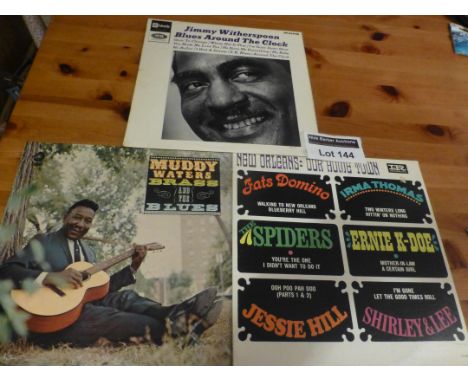 Jimmy Witherspoon
Blues Around The Clock
Lot 144
MUDDY
WATERS
BRASS
AND THE
BLUES
NEW ORLEANS: OUR HOME TOWN
Fats Domino
WALKING TO NEW ORLEANS
BLUEBERRY HILL
IRMA THOMAS
TWO WINTERS LONG
HITTIN' ON NOTHING
THE SPIDERS
YOU'RE THE ONE
I DIDN'T WANT TO DO IT
ERNIE K-DOE
MOTHER-IN-LAW
A CERTAIN GIRL
OOH POO PAH DOO
(PARTS 1 & 2)
JESSIE HILL
I'M GONE
LET THE GOOD TIMES ROLL
SHIRLEY & LEE